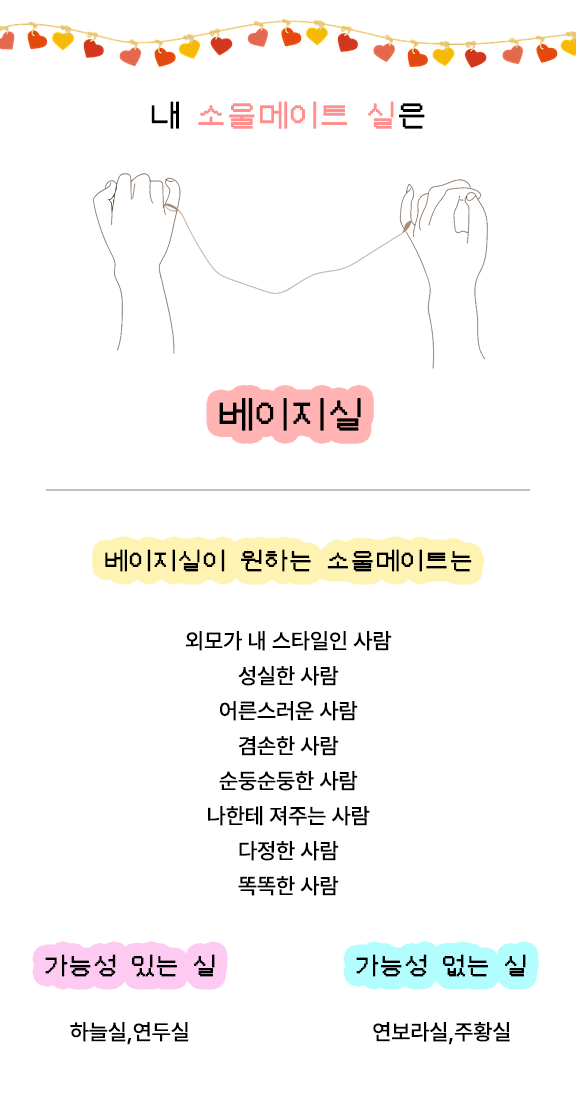 내 소울메이트 실은
베이지실
베이지실이 원하는 소울메이트는
외모가 내 스타일인 사람
성실한 사람
어른스러운 사람
겸손한 사람
순둥순둥한 사람
나한테 져주는 사람
다정한 사람
똑똑한 사람
가능성 있는 실
하늘실,연두실
가능성 없는 실
연보라실,주황실